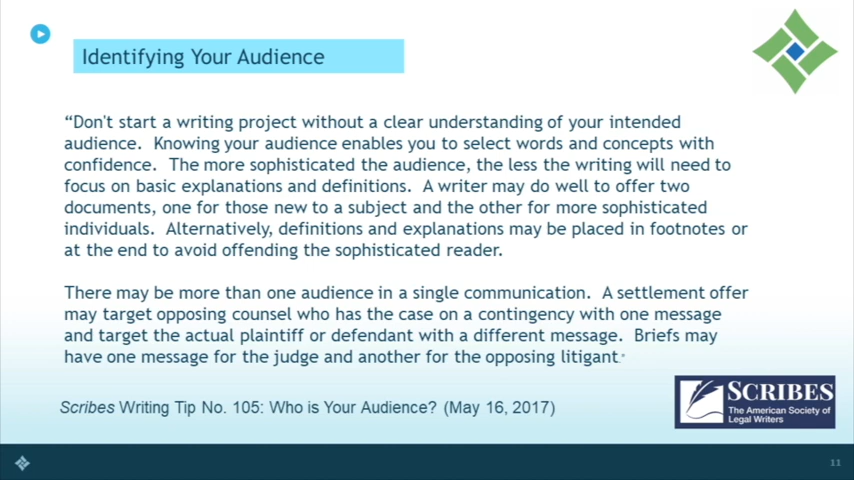 Identifying Your Audience
“Don't start a writing project without a clear understanding of your intended
audience. Knowing your audience enables you to select words and concepts with
confidence. The more sophisticated the audience, the less the writing will need to
focus on basic explanations and definitions. A writer may do well to offer two
documents, one for those new to a subject and the other for more sophisticated
individuals. Alternatively, definitions and explanations may be placed in footnotes or
at the end to avoid offending the sophisticated reader.
There may be more than one audience in a single communication. A settlement offer
may target opposing counsel who has the case on a contingency with one message
and target the actual plaintiff or defendant with a different message. Briefs may
have one message for the judge and another for the opposing litigant.”
Scribes Writing Tip No. 105: Who is Your Audience? (May 16, 2017)
SCRIBES
The American Society of
Legal Writers
11